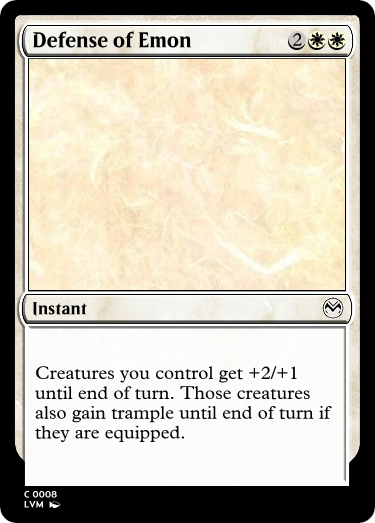 Defense of Emon 2
Instant
Creatures you control get +2/+1
until end of turn. Those creatures
also gain trample until end of turn if
they are equipped.
C 0008
LVM